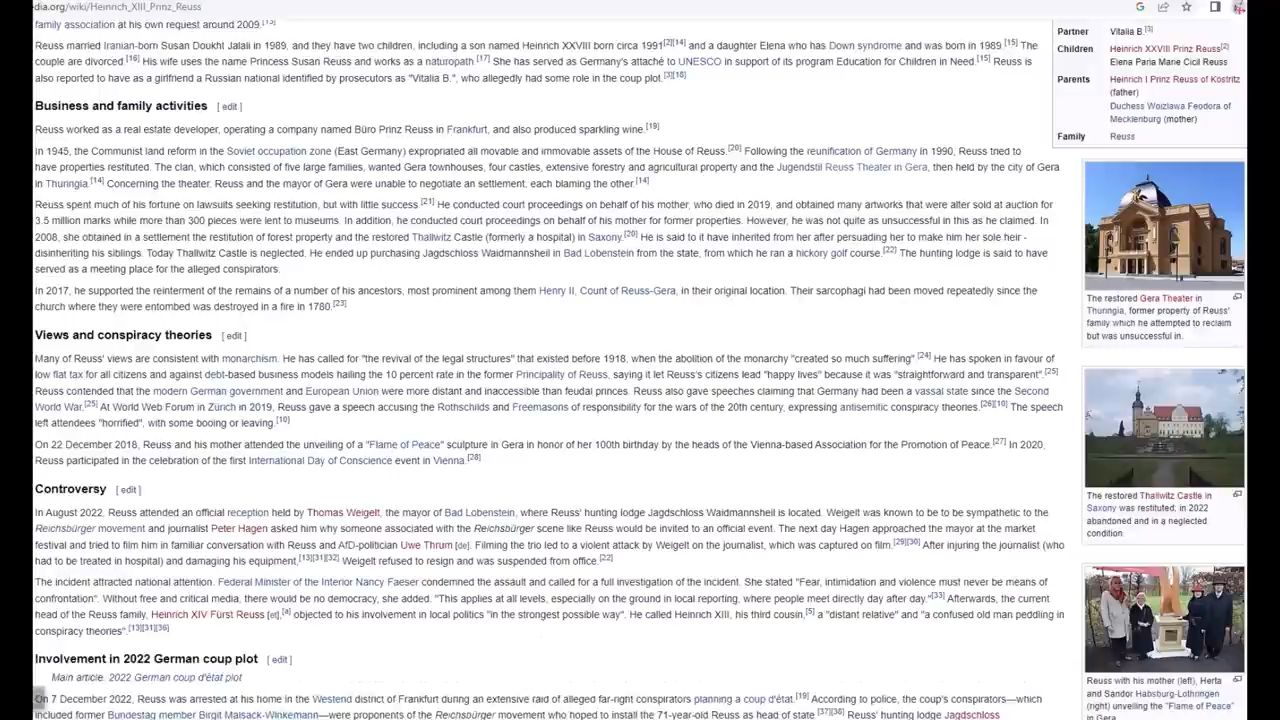 dia.org/wiki/Heinrich_XIII_Prinz_Reuss
family association at his own request around 2009.[13]
Reuss married Iranian-born Susan Doukht Jalali in 1989, and they have two children, including a son named Heinrich XXVIII born circa 1991[2][14] and a daughter Elena who has Down syndrome and was born in 1989.[15] The
couple are divorced.[16] His wife uses the name Princess Susan Reuss and works as a naturopath.[17] She has served as Germany's attaché to UNESCO in support of its program Education for Children in Need.[15] Reuss is
also reported to have as a girlfriend a Russian national identified by prosecutors as "Vitalia B.", who allegedly had some role in the coup plot.[3][18]
Business and family activities [ edit ]
Reuss worked as a real estate developer, operating a company named Büro Prinz Reuss in Frankfurt, and also produced sparkling wine.[19]
In 1945, the Communist land reform in the Soviet occupation zone (East Germany) expropriated all movable and immovable assets of the House of Reuss.[20] Following the reunification of Germany in 1990, Reuss tried to
have properties restituted. The clan, which consisted of five large families, wanted Gera townhouses, four castles, extensive forestry and agricultural property and the Jugendstil Reuss Theater in Gera, then held by the city of Gera
in Thuringia.[14] Concerning the theater, Reuss and the mayor of Gera were unable to negotiate an settlement, each blaming the other.[14]
Reuss spent much of his fortune on lawsuits seeking restitution, but with little success.[21] He conducted court proceedings on behalf of his mother, who died in 2019, and obtained many artworks that were after sold at auction for
3.5 million marks while more than 300 pieces were lent to museums. In addition, he conducted court proceedings on behalf of his mother for former properties. However, he was not quite as unsuccessful in this as he claimed. In
2008, she obtained in a settlement the restitution of forest property and the restored Thallwitz Castle (formerly a hospital) in Saxony.[20] He is said to it have inherited from her after persuading her to make him her sole heir -
disinheriting his siblings. Today Thallwitz Castle is neglected. He ended up purchasing Jagdschloss Waidmannsheil in Bad Lobenstein from the state, from which he ran a hickory golf course.[22] The hunting lodge is said to have
served as a meeting place for the alleged conspirators.
In 2017, he supported the reinterment of the remains of a number of his ancestors, most prominent among them Henry II, Count of Reuss-Gera, in their original location. Their sarcophagi had been moved repeatedly since the
church where they were entombed was destroyed in a fire in 1780.[23]
Views and conspiracy theories [ edit ]
Many of Reuss' views are consistent with monarchism. He has called for "the revival of the legal structures" that existed before 1918, when the abolition of the monarchy "created so much suffering" [24] He has spoken in favour of
low flat tax for all citizens and against debt-based business models hailing the 10 percent rate in the former Principality of Reuss, saying it let Reuss's citizens lead "happy lives" because it was "straightforward and transparent".[25]
Reuss contended that the modern German government and European Union were more distant and inaccessible than feudal princes. Reuss also gave speeches claiming that Germany had been a vassal state since the Second
World War.[25] At World Web Forum in Zürich in 2019, Reuss gave a speech accusing the Rothschilds and Freemasons of responsibility for the wars of the 20th century, expressing antisemitic conspiracy theories.[26][10] The speech
left attendees "horrified", with some booing or leaving.[10]
On 22 December 2018, Reuss and his mother attended the unveiling of a "Flame of Peace" sculpture in Gera in honor of her 100th birthday by the heads of the Vienna-based Association for the Promotion of Peace.[27] In 2020,
Reuss participated in the celebration of the first International Day of Conscience event in Vienna.[28]
Controversy [ edit ]
In August 2022, Reuss attended an official reception held by Thomas Weigelt, the mayor of Bad Lobenstein, where Reuss' hunting lodge Jagdschloss Waidmannsheil is located. Weigelt was known to be to be sympathetic to the
Reichsbürger movement and journalist Peter Hagen asked him why someone associated with the Reichsbürger scene like Reuss would be invited to an official event. The next day Hagen approached the mayor at the market
festival and tried to film him in familiar conversation with Reuss and AfD-politician Uwe Thrum [de]. Filming the trio led to a violent attack by Weigelt on the journalist, which was captured on film.[29][30] After injuring the journalist (who
had to be treated in hospital) and damaging his equipment,[13][31][32] Weigelt refused to resign and was suspended from office.[22]
The incident attracted national attention. Federal Minister of the Interior Nancy Faeser condemned the assault and called for a full investigation of the incident. She stated "Fear, intimidation and violence must never be means of
confrontation". Without free and critical media, there would be no democracy, she added. "This applies at all levels, especially on the ground in local reporting, where people meet directly day after day."[33] Afterwards, the current
head of the Reuss family, Heinrich XIV Fürst Reuss [et],[a] objected to his involvement in local politics "in the strongest possible way". He called Heinrich XIII, his third cousin,[5] a "distant relative" and "a confused old man peddling in
conspiracy theories".[13][31][36]
Involvement in 2022 German coup plot [ edit ]
Main article: 2022 German coup d'état plot
On 7 December 2022, Reuss was arrested at his home in the Westend district of Frankfurt during an extensive raid of alleged far-right conspirators planning a coup d'état.[19] According to police, the coup's conspirators—which
included former Bundestag member Birgit Malsack-Winkemann—were proponents of the Reichsbürger movement who hoped to install the 71-year-old Reuss as head of state.[37][38] Reuss' hunting lodge Jagdschloss
Partner Vitalia B.[3]
Children Heinrich XXVIII Prinz Reuss[2]
Elena Paria Marie Cicil Reuss
Parents Heinrich I Prinz Reuss of Köstritz
(father)
Duchess Woizlawa Feodora of
Mecklenburg (mother)
Family Reuss
The restored Gera Theater in
Thuringia, former property of Reuss'
family which he attempted to reclaim
but was unsuccessful in.
The restored Thallwitz Castle in
Saxony was restituted; in 2022
abandoned and in a neglected
condition
Reuss with his mother (left), Herta
and Sandor Habsburg-Lothringen
(right) unveiling the "Flame of Peace"
in Gera